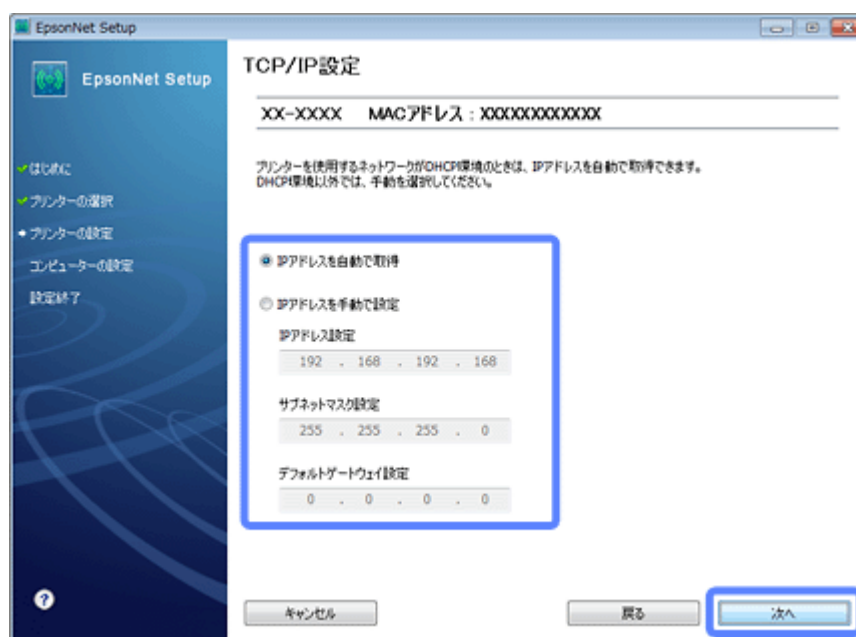 EpsonNet Setup
EpsonNet Setup
TCP/IP設定
XX-XXXX MACアドレス : XXXXXXXXXXXX
はじめに
プリンターの選択
プリンターの設定
コンピューターの設定
設定終了
プリンターを使用するネットワークがDHCP環境のときは、IPアドレスを自動で取得できます。
DHCP環境以外では、手動を選択してください。
IPアドレスを自動で取得
IPアドレスを手動で設定
IPアドレス設定
192 . 168 . 192 . 168
サブネットマスク設定
255 . 255 . 255 . 0
デフォルトゲートウェイ設定
0 . 0 . 0 . 0
?
キャンセル
戻る
次へ